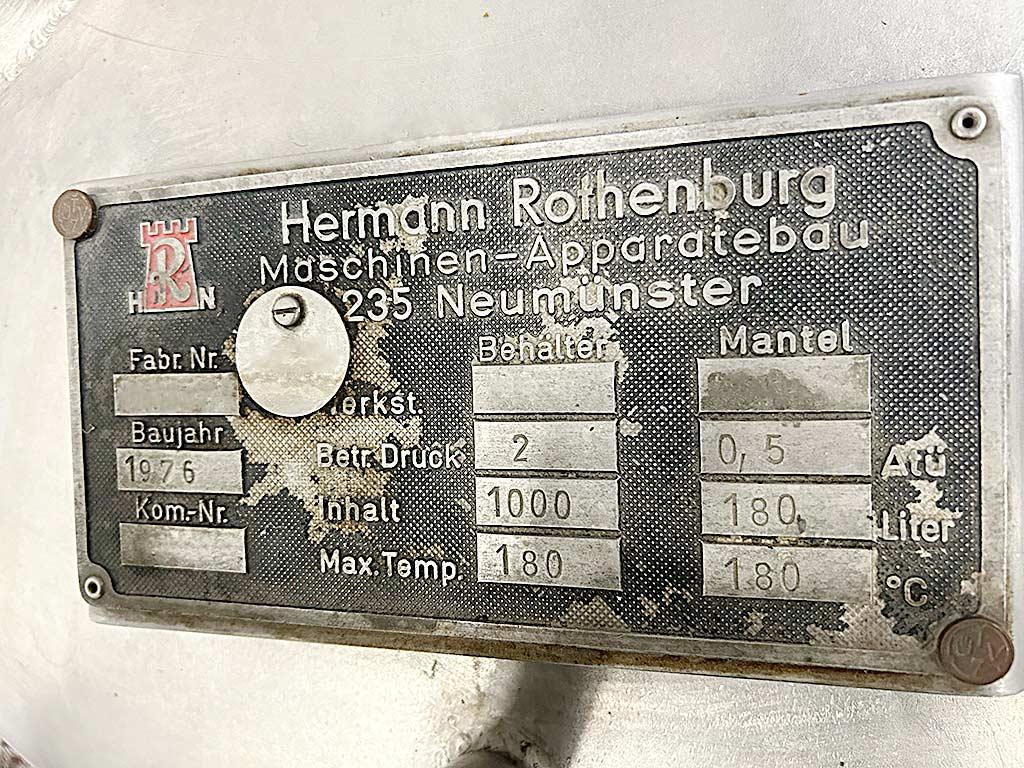 R
H N N
Hermann Rothenburg
Maschinen-Apparatebau
235 Neumünster
Behälter Mantel
Fabr. Nr.
Baujahr
1976
Betr. Druck 2 0,5 Atü
Kom.-Nr.
Inhalt 1000 180 Liter
Max. Temp. 180 180 °C